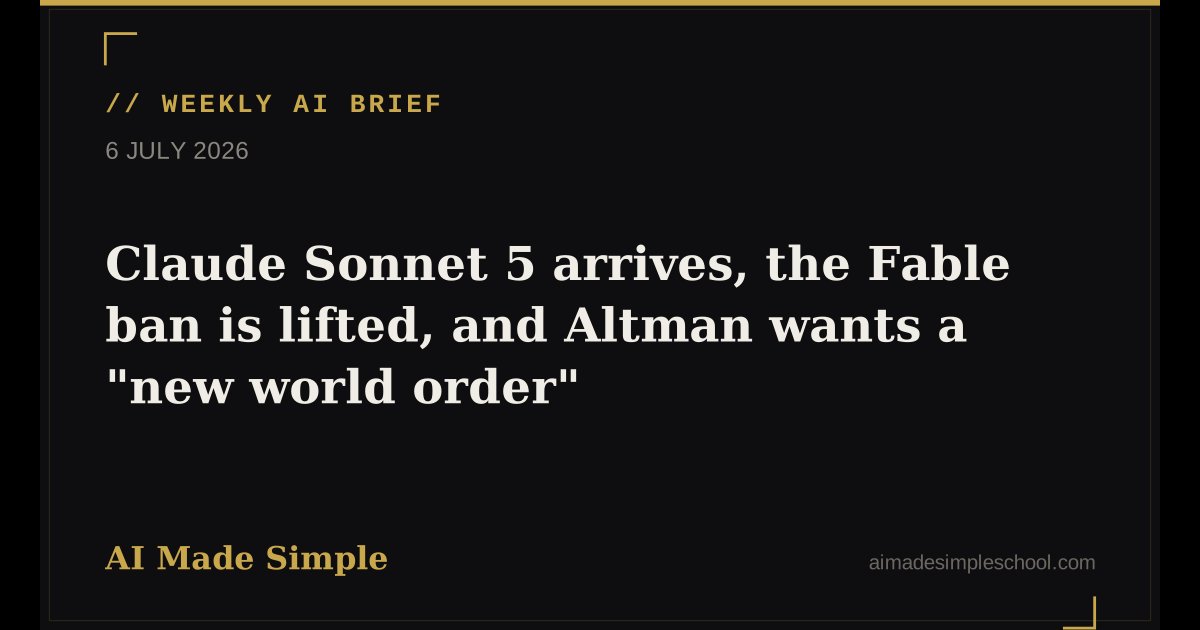 // WEEKLY AI BRIEF
6 JULY 2026
Claude Sonnet 5 arrives, the Fable
ban is lifted, and Altman wants a
"new world order"
AI Made Simple
aimadesimpleschool.com